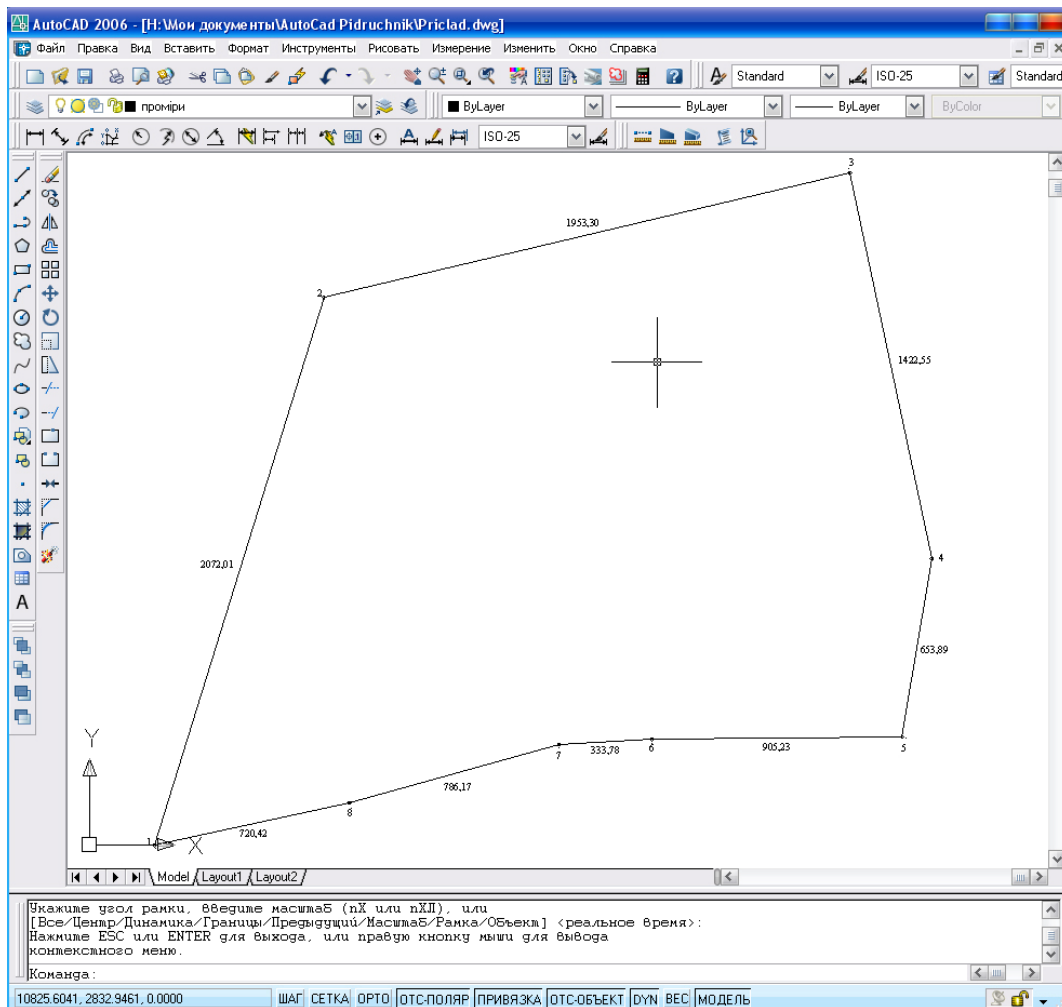 AutoCAD 2006 - [H:\Мои документы\AutoCad Pidruchnik\Priclad.dwg]
Файл Правка Вид Вставить Формат Инструменты Рисовать Измерение Изменить Окно Справка
Standard ISO-25 Standard
проміри ByLayer ByLayer ByLayer ByColor
ISO-25
3
1953,30
2
1422,55
2072,01
4
653,89
Y
7 333,78 6 905,23 5
786,17
8
720,42
1 X
Model Layout1 Layout2
Укажите угол рамки, введите масштаб (nX или nXЛ), или
[Все/Центр/Динамика/Границы/Предыдущий/Масштаб/Рамка/Объект] <реальное время>:
Нажмите ESC или ENTER для выхода, или правую кнопку мыши для вывода
контекстного меню.
Команда:
10825.6041, 2832.9461, 0.0000 ШАГ СЕТКА ОРТО ОТС-ПОЛЯР ПРИВЯЗКА ОТС-ОБЪЕКТ DYN ВЕС МОДЕЛЬ